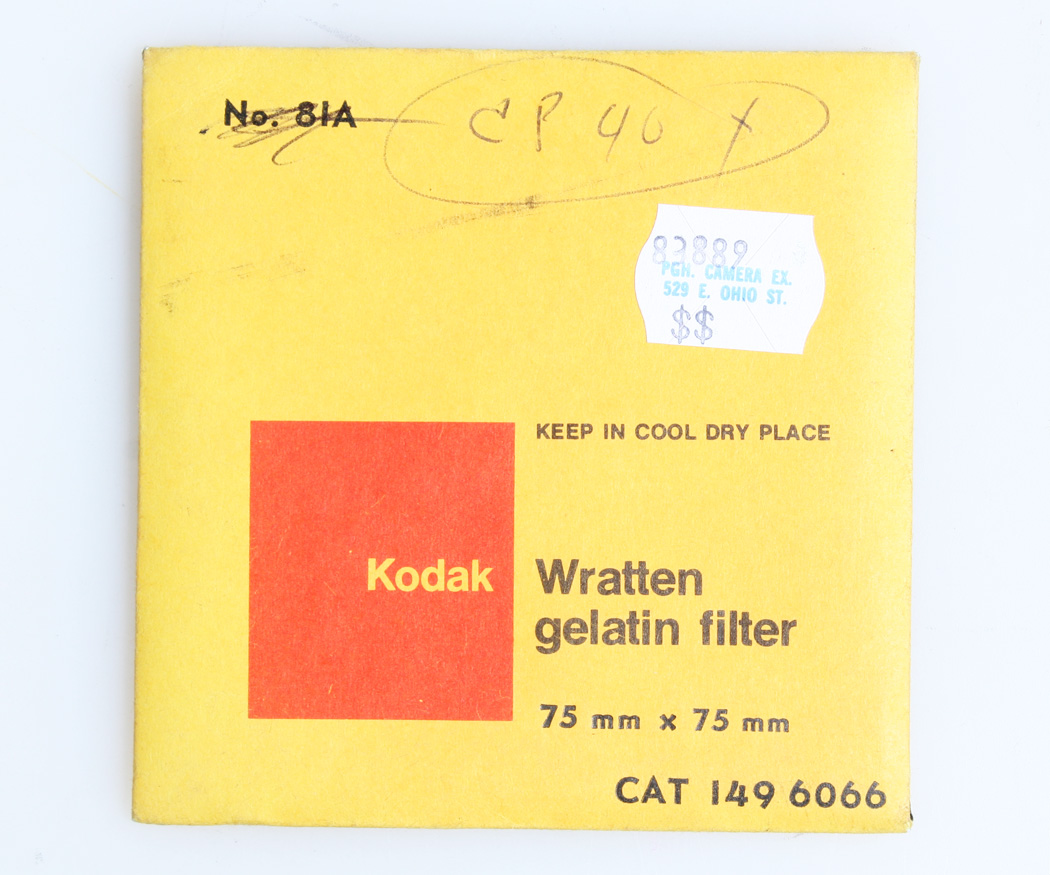 No. 81A
CP 40 Y
83889
PGH. CAMERA EX.
529 E. OHIO ST.
$$
KEEP IN COOL DRY PLACE
Kodak
Wratten
gelatin filter
75 mm x 75 mm
CAT 149 6066